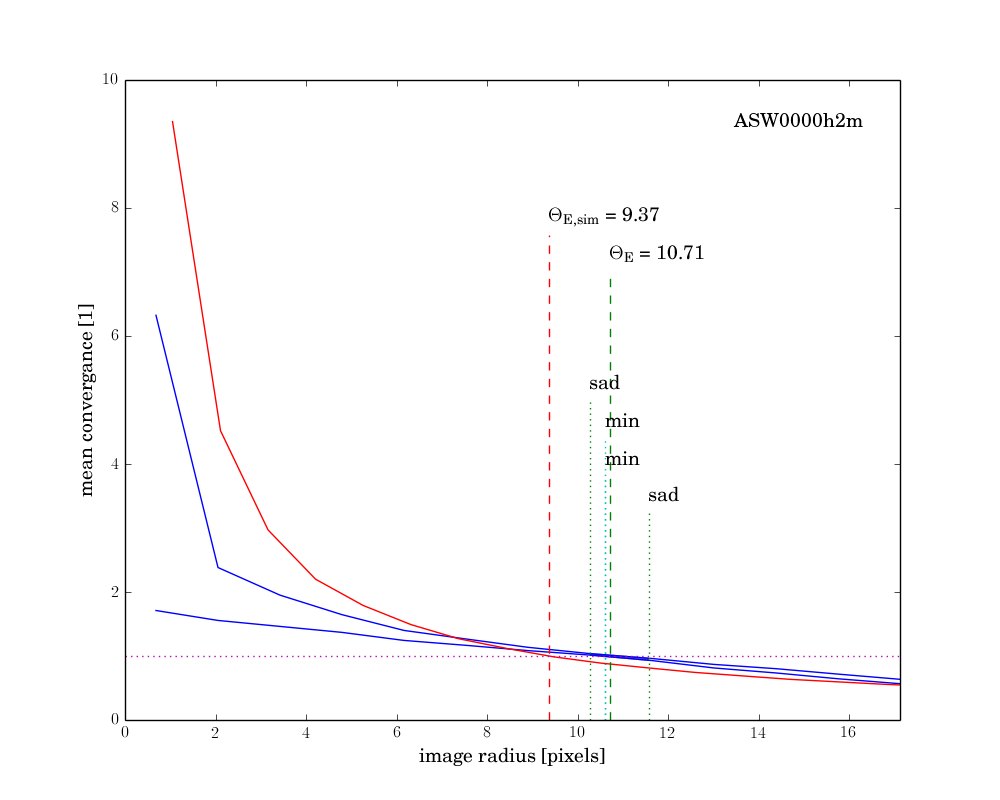 ASW0000h2m
Θ_E,sim = 9.37
Θ_E = 10.71
sad
min
min
sad
mean convergance [1]
10
8
6
4
2
0
0 2 4 6 8 10 12 14 16
image radius [pixels]